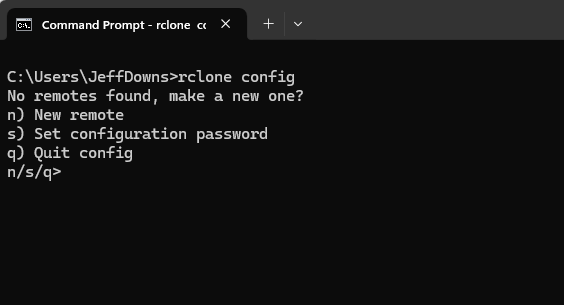 Command Prompt - rclone cc
C:\Users\JeffDowns>rclone config
No remotes found, make a new one?
n) New remote
s) Set configuration password
q) Quit config
n/s/q>